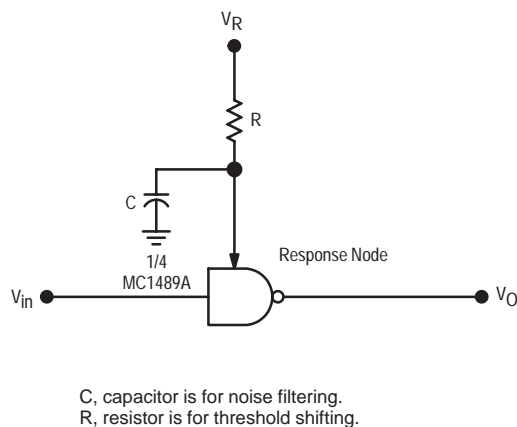 VR
R
C
1/4
MC1489A
Response Node
Vin
VO
C, capacitor is for noise filtering.
R, resistor is for threshold shifting.